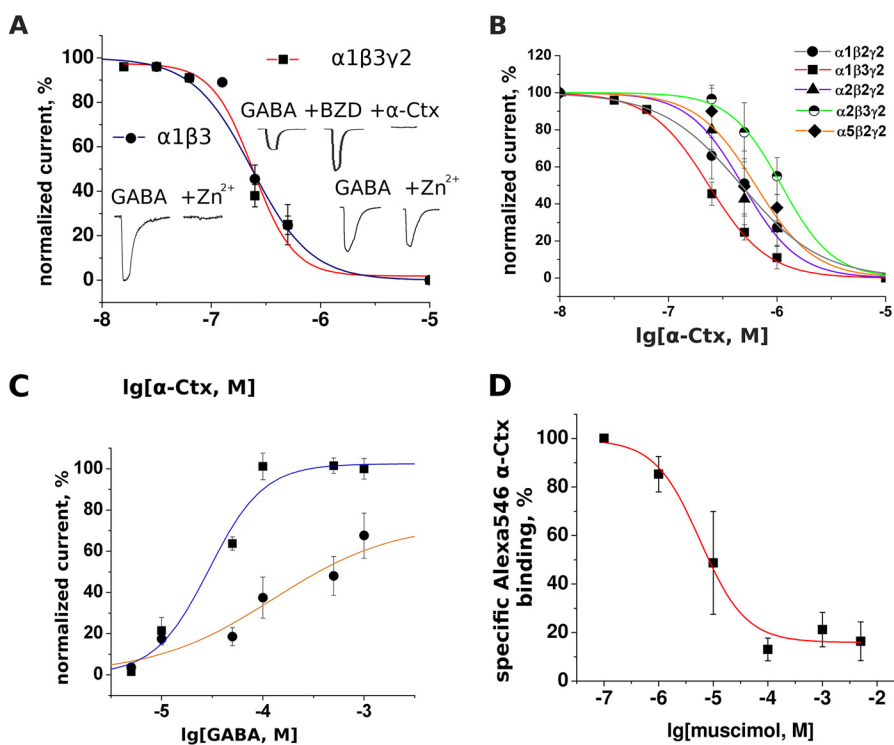 A
normalized current, %
100
80
60
40
20
0
α1β3γ2
GABA +BZD +α-Ctx
α1β3
GABA +Zn²⁺
GABA +Zn²⁺
-8 -7 -6 -5
lg[α-Ctx, M]
B
normalized current, %
120
100
80
60
40
20
0
α1β2γ2
α1β3γ2
α2β2γ2
α2β3γ2
α5β2γ2
-8 -7 -6 -5
lg[α-Ctx, M]
C
normalized current, %
100
80
60
40
20
0
-5 -4 -3
lg[GABA, M]
D
specific Alexa546 α-Ctx
binding, %
100
80
60
40
20
0
-7 -6 -5 -4 -3 -2
lg[muscimol, M]